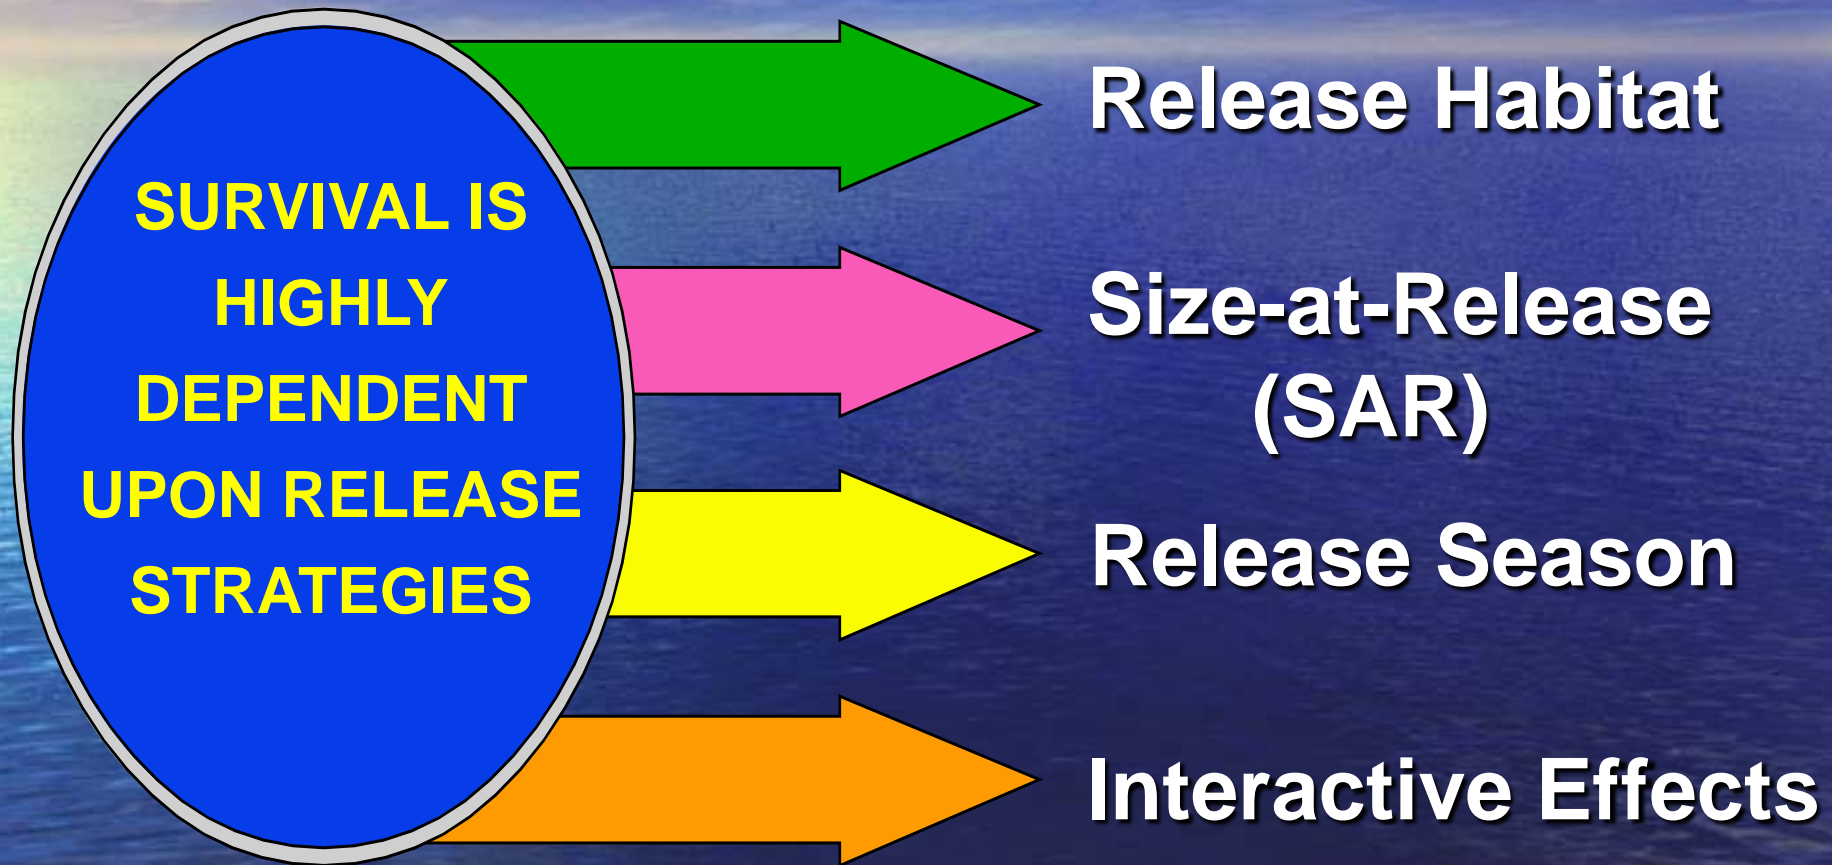 SURVIVAL IS
HIGHLY
DEPENDENT
UPON RELEASE
STRATEGIES
Release Habitat
Size-at-Release
(SAR)
Release Season
Interactive Effects